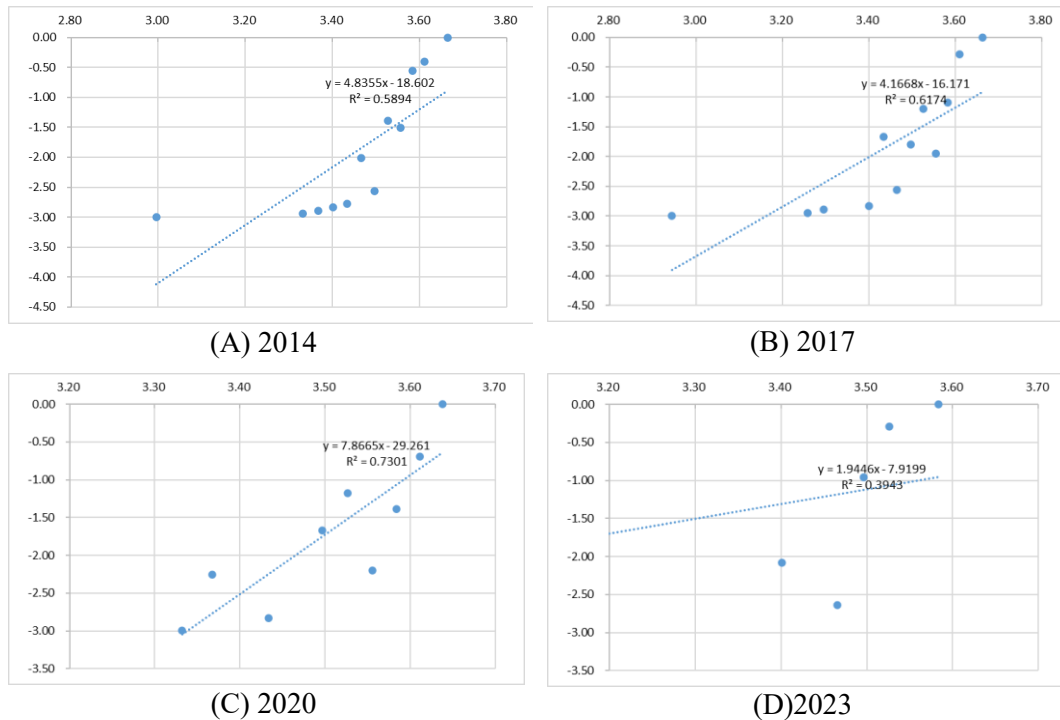 2.80 3.00 3.20 3.40 3.60 3.80
0.00
-0.50
-1.00
-1.50
-2.00
-2.50
-3.00
-3.50
-4.00
-4.50
y = 4.8355x - 18.602
R² = 0.5894
(A) 2014
2.80 3.00 3.20 3.40 3.60 3.80
0.00
-0.50
-1.00
-1.50
-2.00
-2.50
-3.00
-3.50
-4.00
-4.50
y = 4.1668x - 16.171
R² = 0.6174
(B) 2017
3.20 3.30 3.40 3.50 3.60 3.70
0.00
-0.50
-1.00
-1.50
-2.00
-2.50
-3.00
-3.50
y = 7.8665x - 29.261
R² = 0.7301
(C) 2020
3.20 3.30 3.40 3.50 3.60 3.70
0.00
-0.50
-1.00
-1.50
-2.00
-2.50
-3.00
-3.50
y = 1.9446x - 7.9199
R² = 0.3943
(D)2023